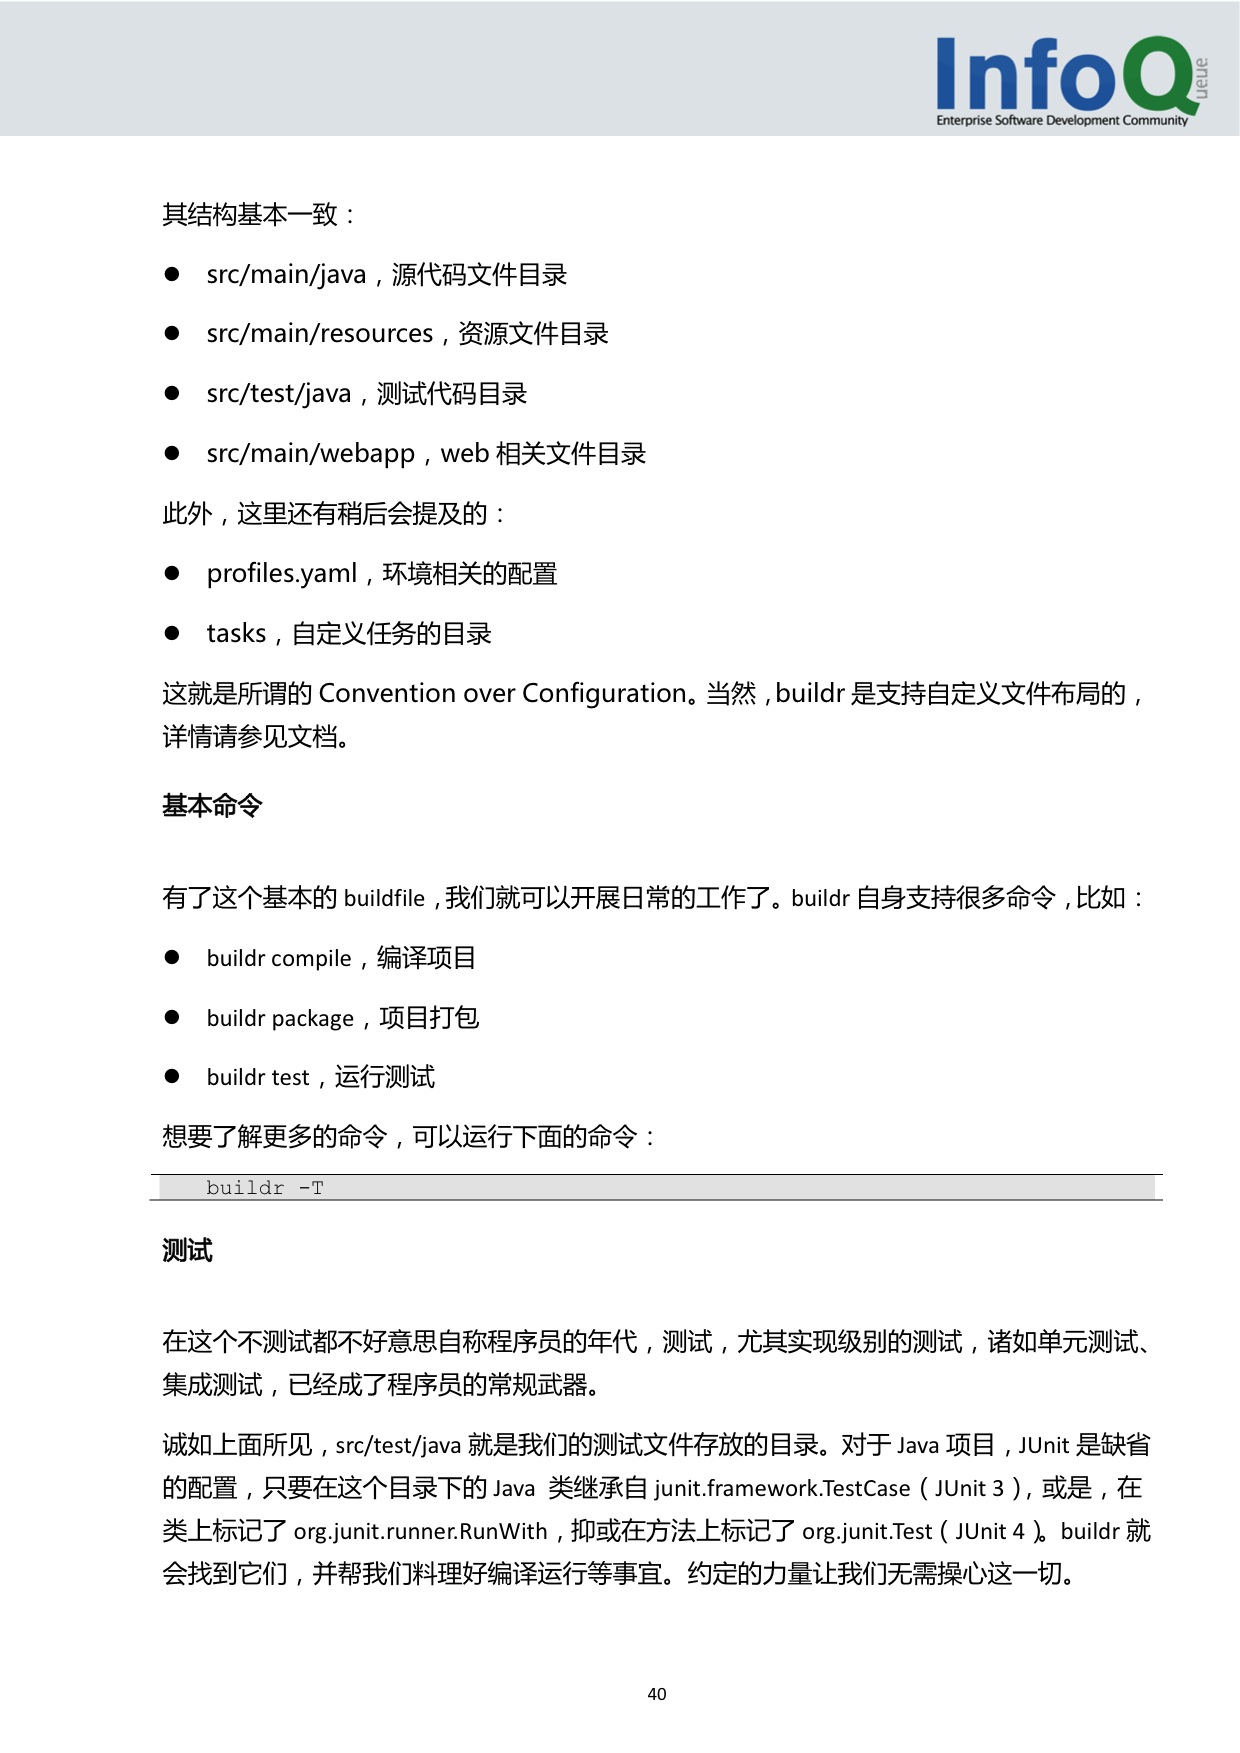 InfoQueue
Enterprise Software Development Community
其结构基本一致：
● src/main/java，源代码文件目录
● src/main/resources，资源文件目录
● src/test/java，测试代码目录
● src/main/webapp，web 相关文件目录
此外，这里还有稍后会提及的：
● profiles.yaml，环境相关的配置
● tasks，自定义任务的目录
这就是所谓的 Convention over Configuration。当然，buildr 是支持自定义文件布局的，
详情请参见文档。
基本命令
有了这个基本的 buildfile，我们就可以开展日常的工作了。buildr 自身支持很多命令，比如：
● buildr compile，编译项目
● buildr package，项目打包
● buildr test，运行测试
想要了解更多的命令，可以运行下面的命令：
buildr -T
测试
在这个不测试都不好意思自称程序员的年代，测试，尤其实现级别的测试，诸如单元测试、
集成测试，已经成了程序员的常规武器。
诚如上面所见，src/test/java 就是我们的测试文件存放的目录。对于 Java 项目，JUnit 是缺省
的配置，只要在这个目录下的 Java 类继承自 junit.framework.TestCase（JUnit 3），或是，在
类上标记了 org.junit.runner.RunWith，抑或在方法上标记了 org.junit.Test（JUnit 4）。buildr 就
会找到它们，并帮我们料理好编译运行等事宜。约定的力量让我们无需操心这一切。
40